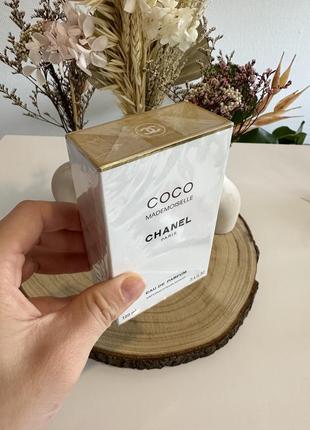 COCO
MADEMOISELLE
CHANEL
PARIS
EAU DE PARFUM